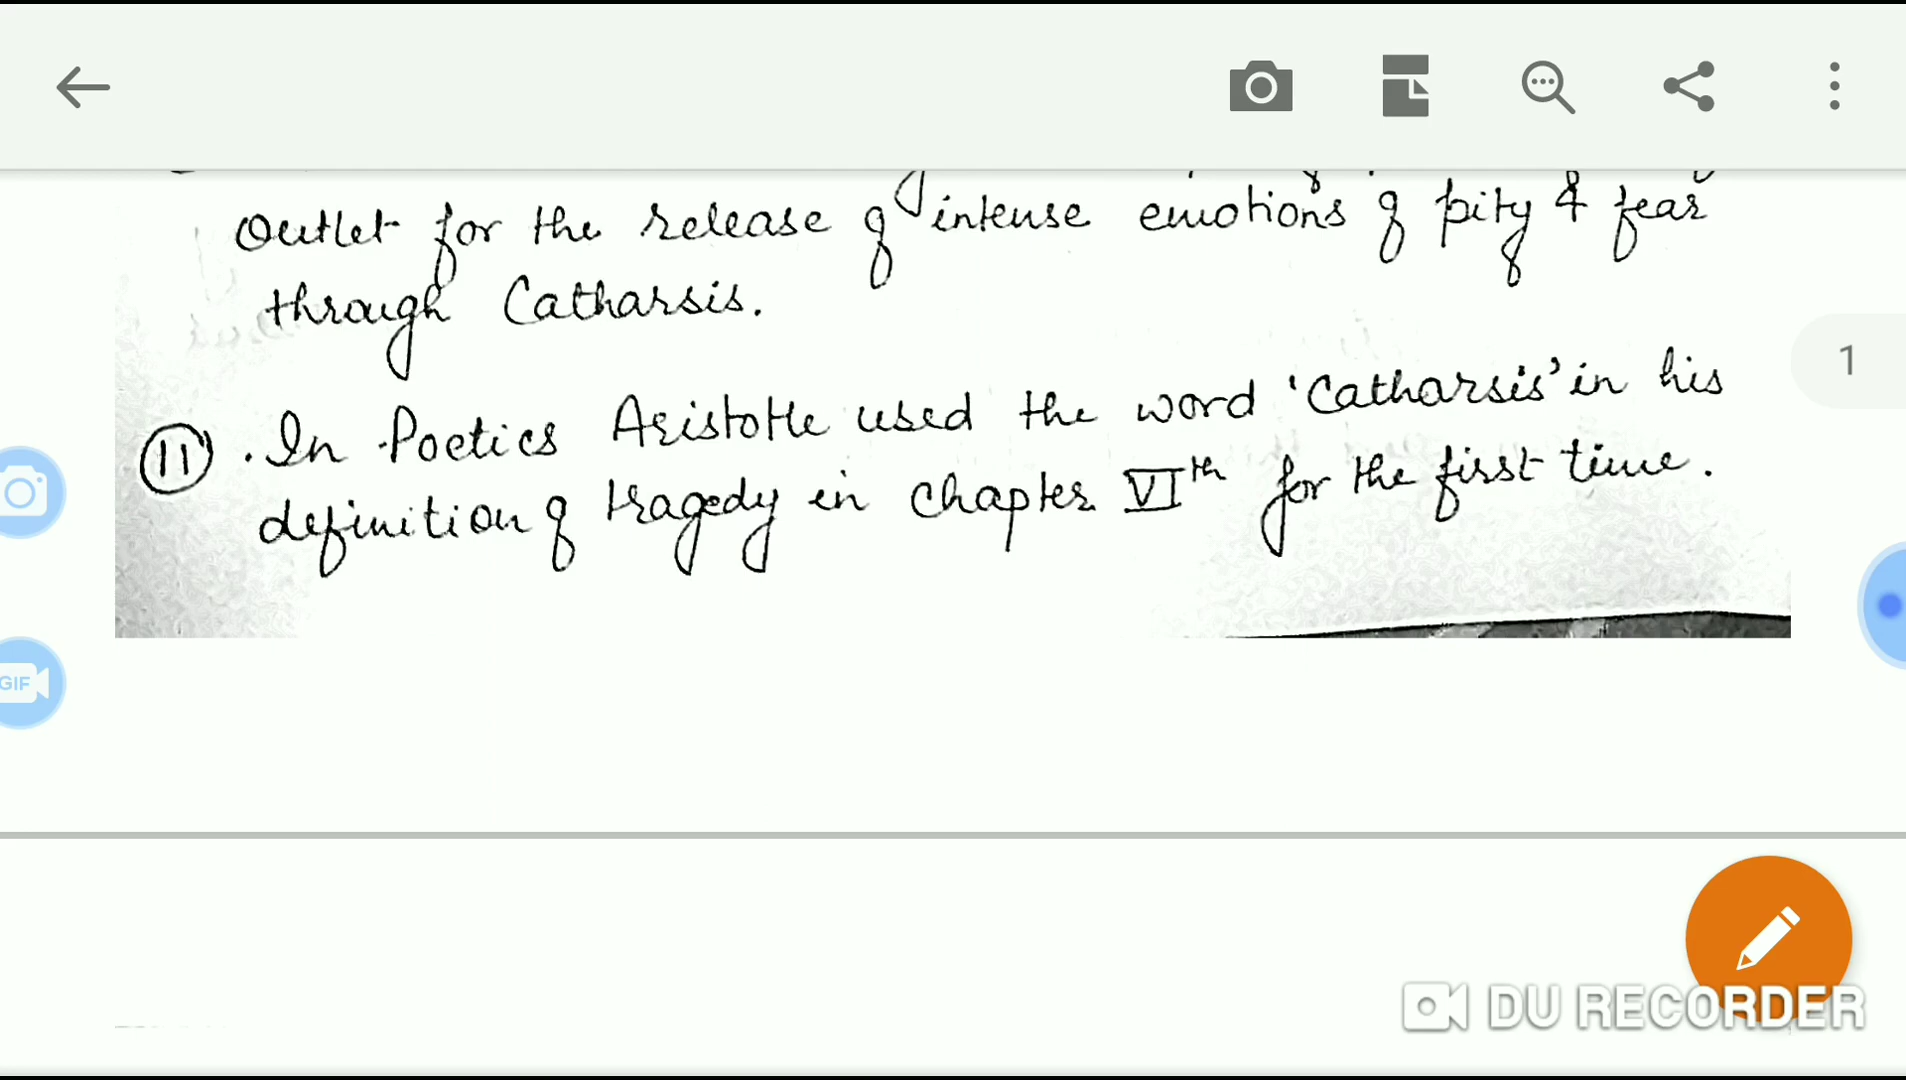 Outlet for the release of intense emotions of pity & fear
through Catharsis.
1
11 . In Poetics Aristotle used the word 'Catharsis' in his
definition of tragedy in chapter VIth for the first time.
GIF
DU RECORDER